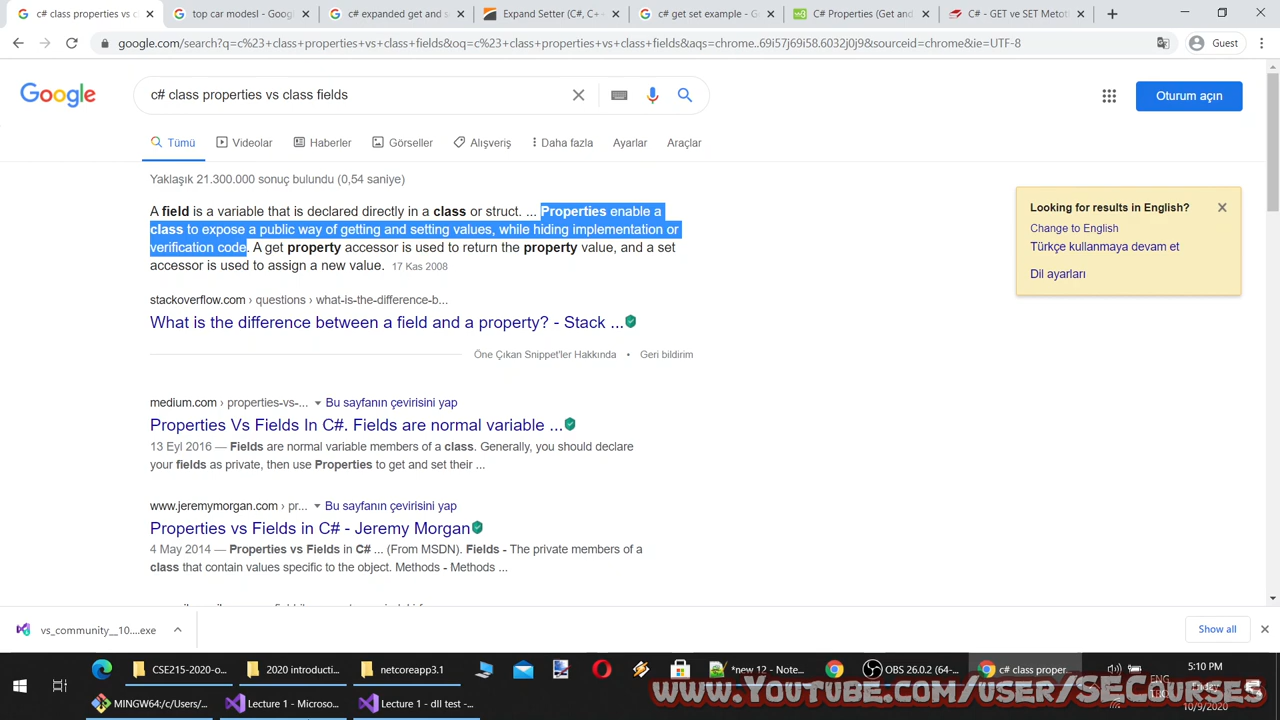 c# class properties vs c
top car modesl - Google
c# expanded get and s
Expand Setter (C#, C+
c# get set example - G
C# Properties (Get and
C# - GET ve SET Metot
google.com/search?q=c%23+class+properties+vs+class+fields&oq=c%23+class+properties+vs+class+fields&aqs=chrome..69i57j69i58.6032j0j9&sourceid=chrome&ie=UTF-8
Guest
Google
c# class properties vs class fields
Oturum açın
Tümü
Videolar
Haberler
Görseller
Alışveriş
Daha fazla
Ayarlar
Araçlar
Yaklaşık 21.300.000 sonuç bulundu (0,54 saniye)
A field is a variable that is declared directly in a class or struct. ... Properties enable a
class to expose a public way of getting and setting values, while hiding implementation or
verification code. A get property accessor is used to return the property value, and a set
accessor is used to assign a new value. 17 Kas 2008
Looking for results in English?
Change to English
Türkçe kullanmaya devam et
Dil ayarları
stackoverflow.com › questions › what-is-the-difference-b...
What is the difference between a field and a property? - Stack ...
Öne Çıkan Snippet'ler Hakkında • Geri bildirim
medium.com › properties-vs-... Bu sayfanın çevirisini yap
Properties Vs Fields In C#. Fields are normal variable ...
13 Eyl 2016 — Fields are normal variable members of a class. Generally, you should declare
your fields as private, then use Properties to get and set their ...
www.jeremymorgan.com › pr... Bu sayfanın çevirisini yap
Properties vs Fields in C# - Jeremy Morgan
4 May 2014 — Properties vs Fields in C# ... (From MSDN). Fields - The private members of a
class that contain values specific to the object. Methods - Methods ...
vs_community__10....exe
Show all
CSE215-2020-o...
2020 introducti...
netcoreapp3.1
*new 12 - Note...
OBS 26.0.2 (64-...
c# class proper...
5:10 PM
ENG
Friday
10/9/2020
MINGW64:/c/Users/...
Lecture 1 - Microso...
Lecture 1 - dll test -...
www.YouTube.com/user/SECourses